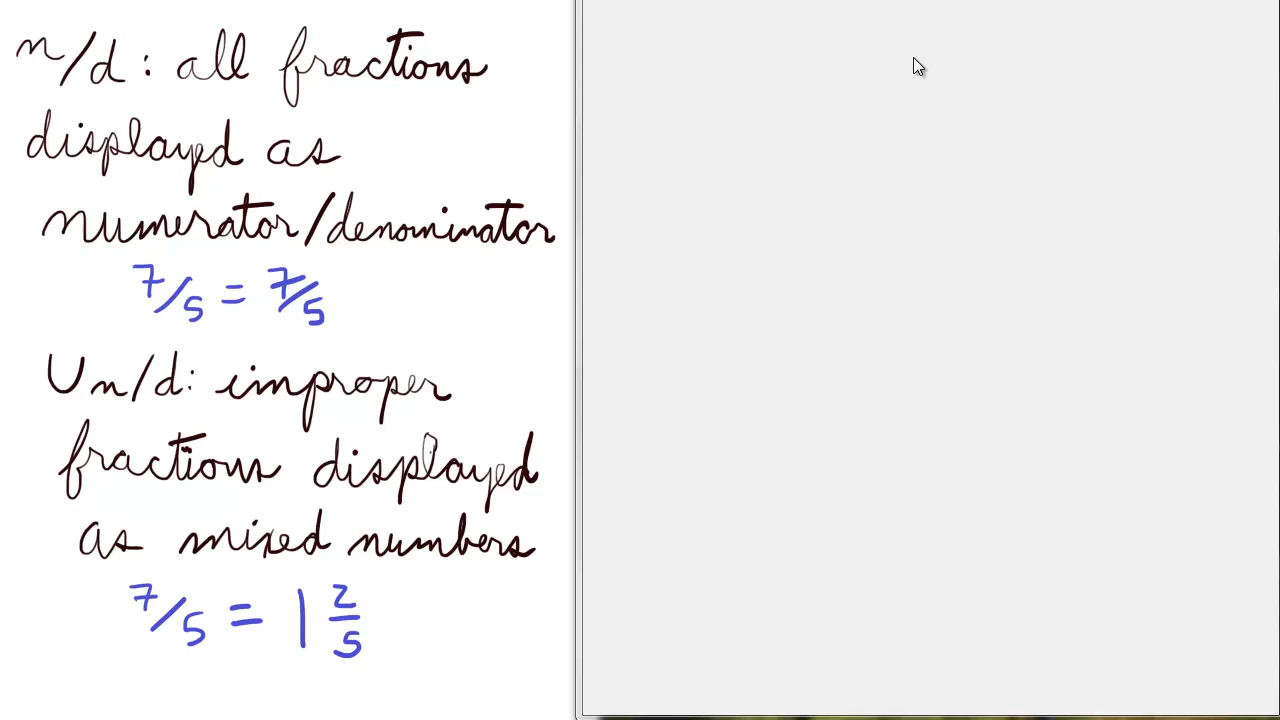 n/d: all fractions
displayed as
numerator/denominator
7/5 = 7/5
Un/d: improper
fractions displayed
as mixed numbers
7/5 = 1 2/5